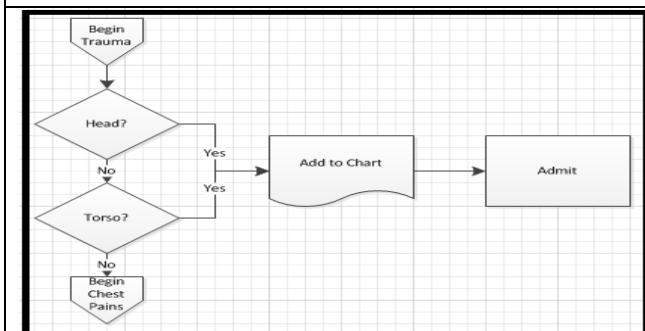 Begin
Trauma
Head?
Yes
No
Add to Chart
Admit
Yes
Torso?
No
Begin
Chest
Pains